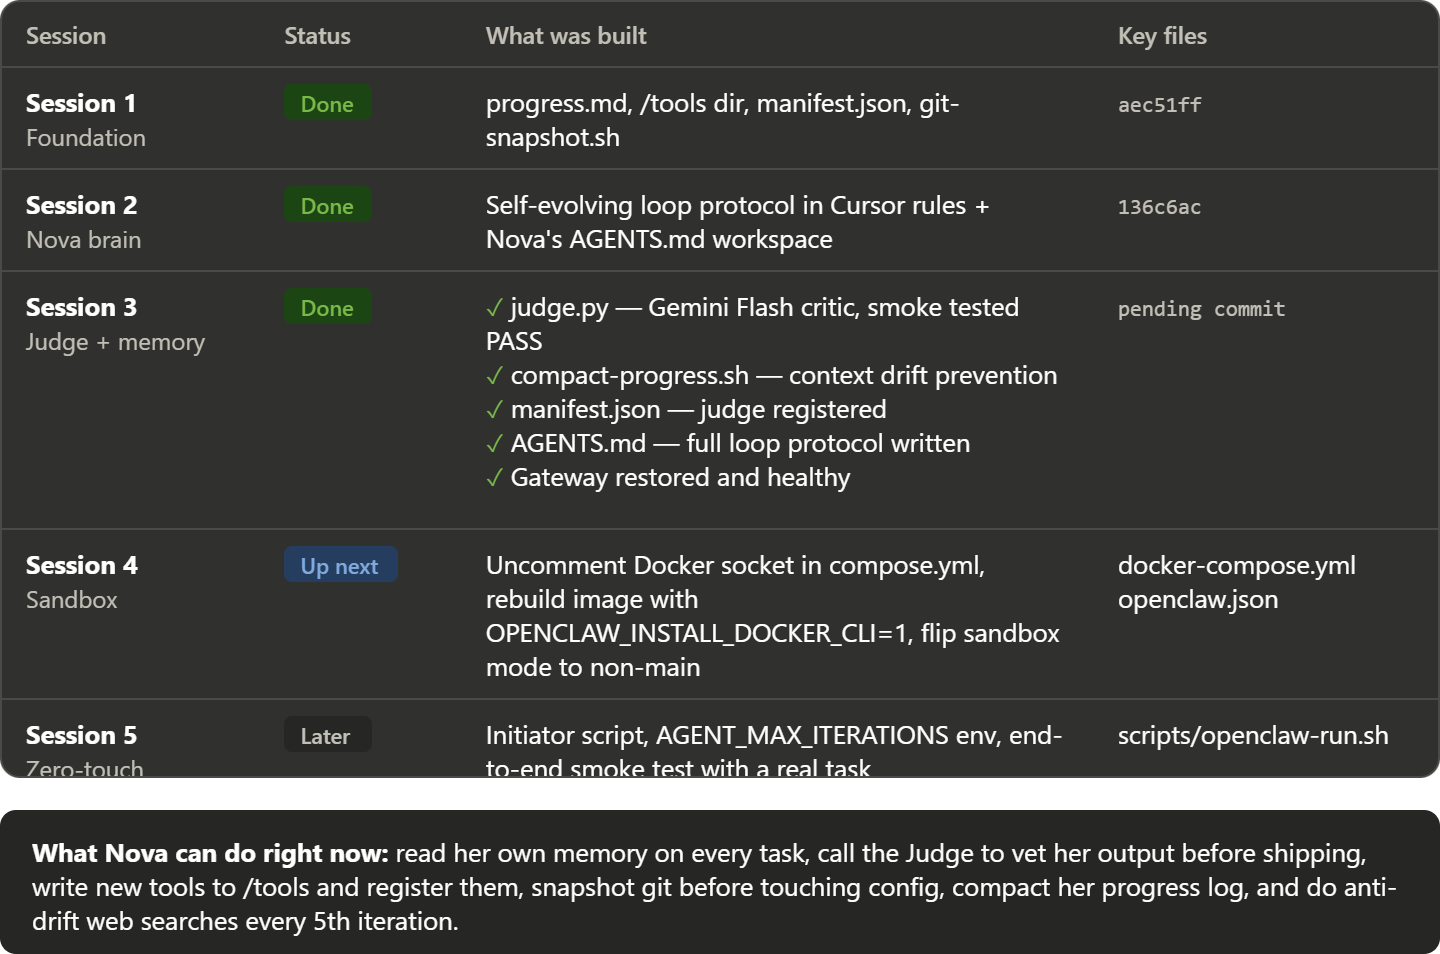 Session Status What was built Key files
Session 1 Done progress.md, /tools dir, manifest.json, git- aec51ff
Foundation snapshot.sh
Session 2 Done Self-evolving loop protocol in Cursor rules + 136c6ac
Nova brain Nova's AGENTS.md workspace
Session 3 Done ✓ judge.py — Gemini Flash critic, smoke tested pending commit
Judge + memory PASS
✓ compact-progress.sh — context drift prevention
✓ manifest.json — judge registered
✓ AGENTS.md — full loop protocol written
✓ Gateway restored and healthy
Session 4 Up next Uncomment Docker socket in compose.yml, docker-compose.yml
Sandbox rebuild image with openclaw.json
OPENCLAW_INSTALL_DOCKER_CLI=1, flip sandbox
mode to non-main
Session 5 Later Initiator script, AGENT_MAX_ITERATIONS env, end- scripts/openclaw-run.sh
Zero-touch to-end smoke test with a real task
What Nova can do right now: read her own memory on every task, call the Judge to vet her output before shipping,
write new tools to /tools and register them, snapshot git before touching config, compact her progress log, and do anti-
drift web searches every 5th iteration.